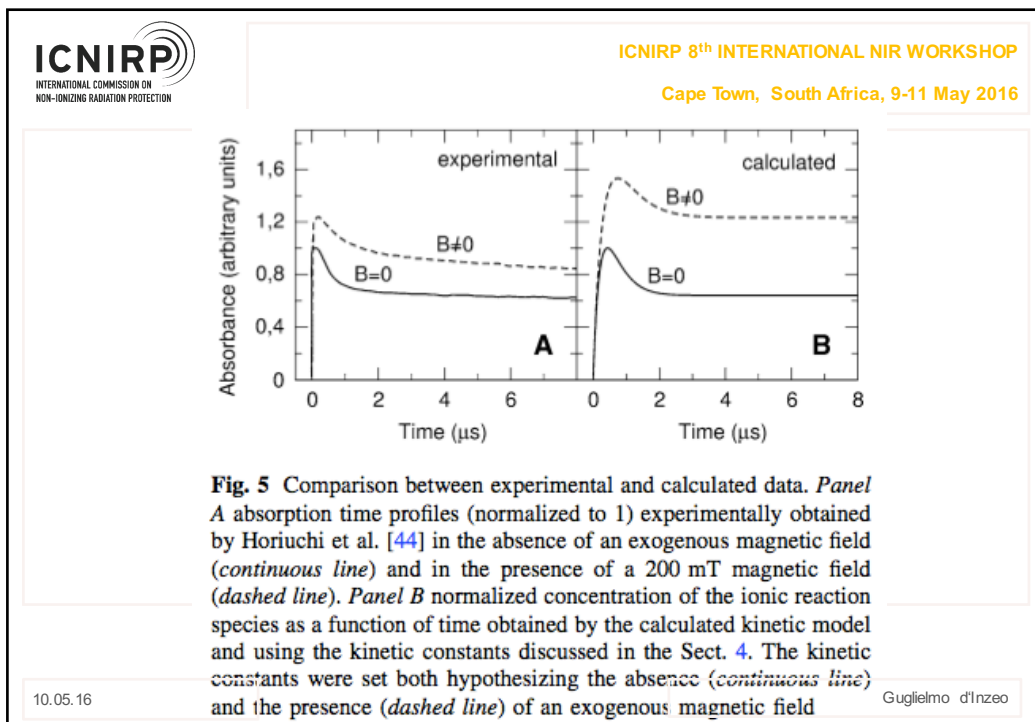 ICNIRP
INTERNATIONAL COMMISSION ON
NON-IONIZING RADIATION PROTECTION
ICNIRP 8th INTERNATIONAL NIR WORKSHOP
Cape Town, South Africa, 9-11 May 2016
Absorbance (arbitrary units)
1,6
1,2
0,8
0,4
0
experimental
B≠0
B=0
A
0 2 4 6
Time (μs)
calculated
B≠0
B=0
B
0 2 4 6 8
Time (μs)
Fig. 5 Comparison between experimental and calculated data. Panel
A absorption time profiles (normalized to 1) experimentally obtained
by Horiuchi et al. [44] in the absence of an exogenous magnetic field
(continuous line) and in the presence of a 200 mT magnetic field
(dashed line). Panel B normalized concentration of the ionic reaction
species as a function of time obtained by the calculated kinetic model
and using the kinetic constants discussed in the Sect. 4. The kinetic
constants were set both hypothesizing the absence (continuous line)
and the presence (dashed line) of an exogenous magnetic field
10.05.16
Guglielmo d'Inzeo